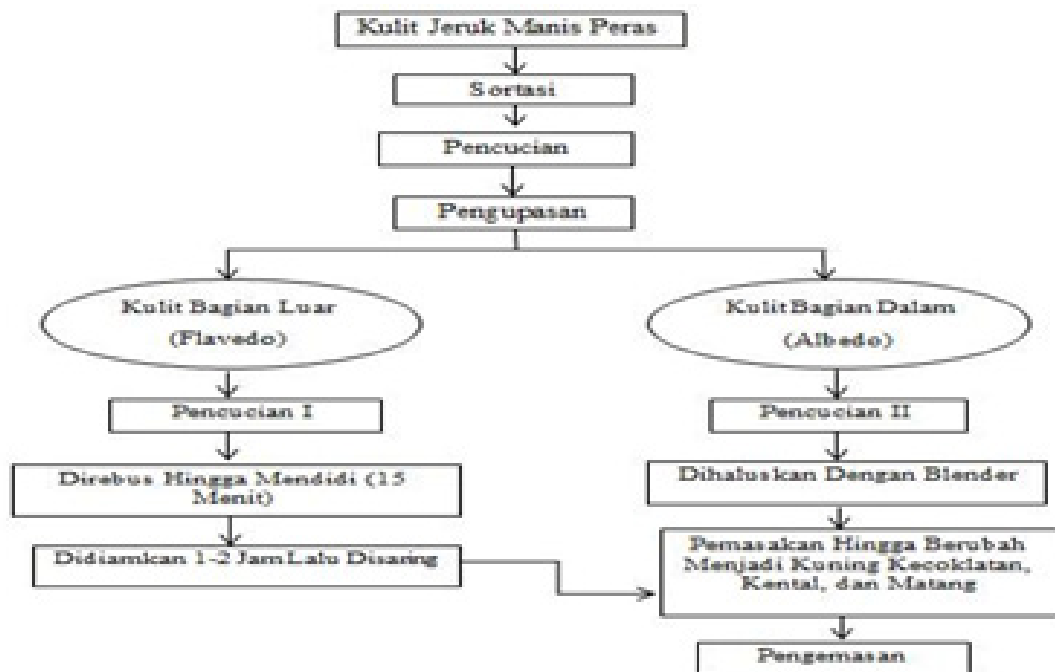 Kulit Jeruk Manis Peras
Sortasi
Pencucian
Pengupasan
Kulit Bagian Luar
(Flavedo)
Pencucian I
Direbus Hingga Mendidi (15
Menit)
Didiamkan 1-2 Jam Lalu Disaring
Kulit Bagian Dalam
(Albedo)
Pencucian II
Dihaluskan Dengan Blender
Pemasakan Hingga Berubah
Menjadi Kuning Kecoklatan,
Kental, dan Matang
Pengemasan